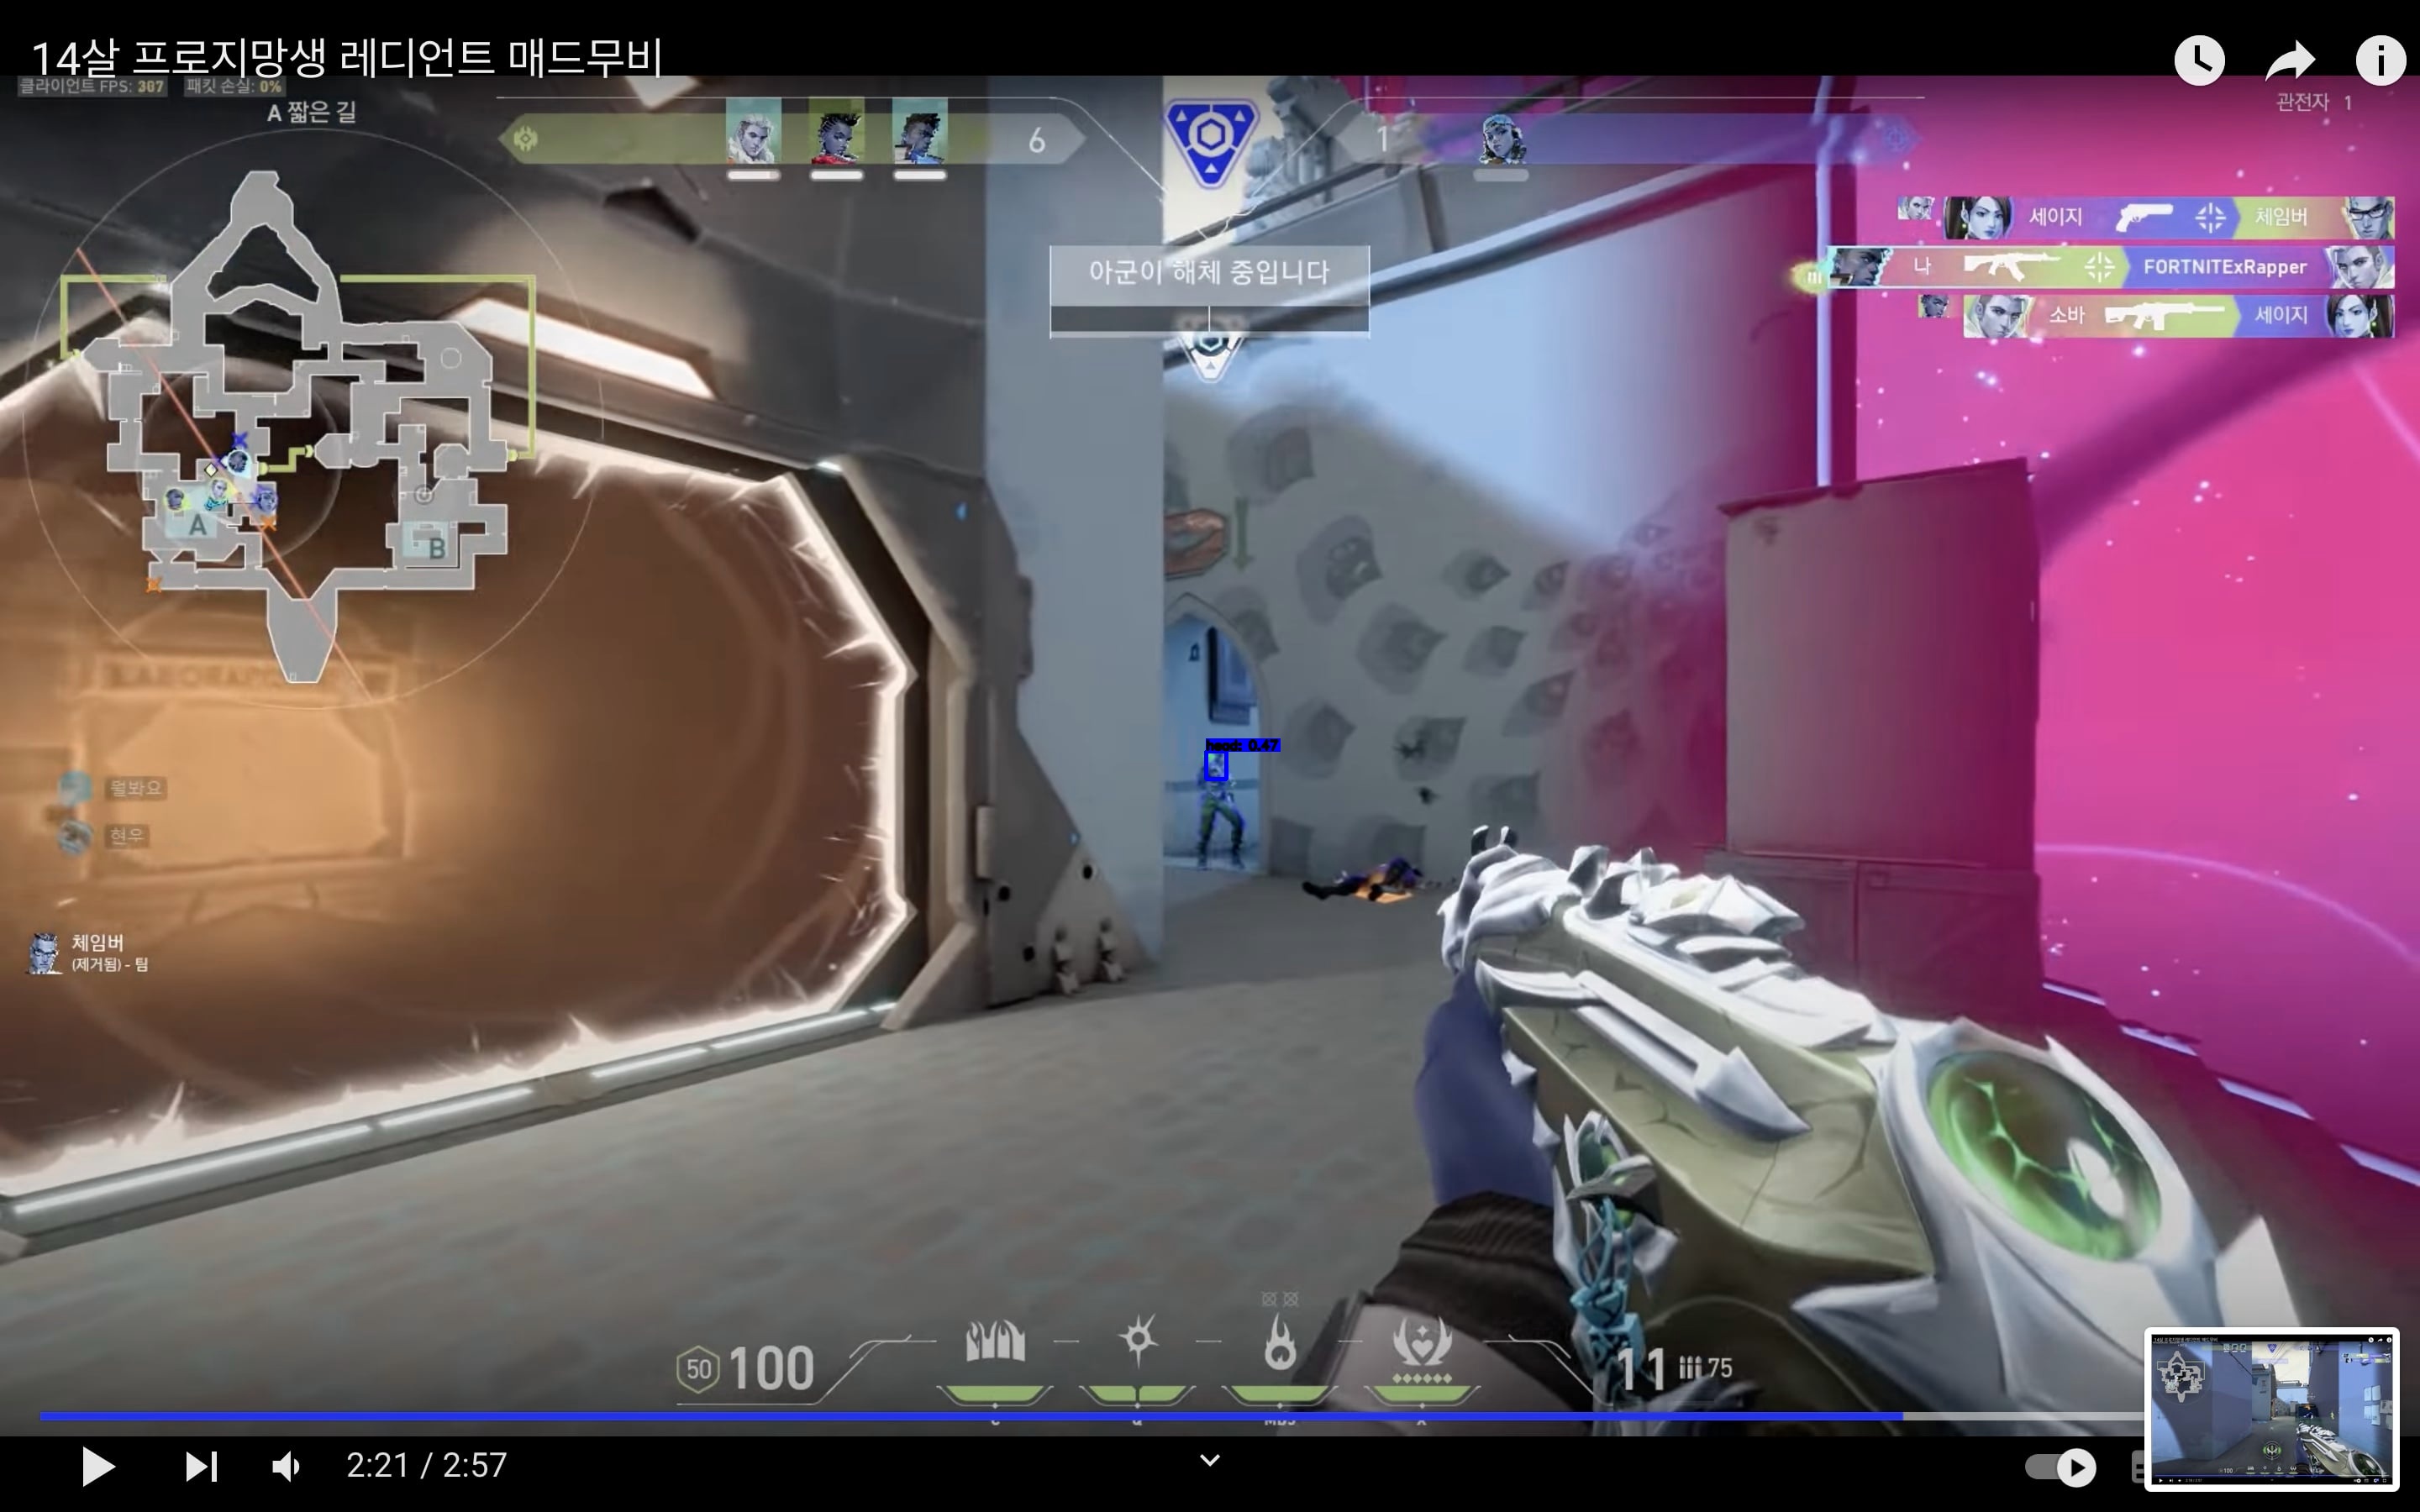 14살 프로지망생 레디언트 매드무비
클라이언트 FPS: 307 패킷 손실: 0%
A 짧은 길
관전자 1
6
1
세이지 체임버
아군이 해체 중입니다
나 FORTNITExRapper
소바 세이지
A
B
head: 0.47
뭘봐요
현우
체임버
(제거됨) - 팀
50 100
11 75
C Q X
2:21 / 2:57